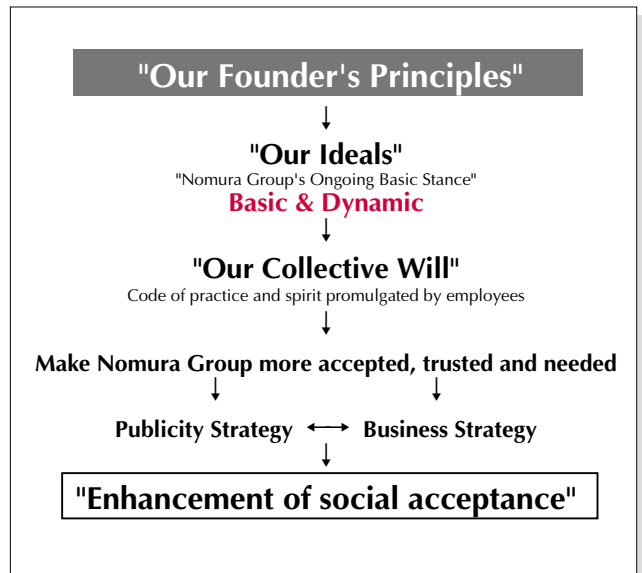 "Our Founder's Principles"
"Our Ideals"
"Nomura Group's Ongoing Basic Stance"
Basic & Dynamic
"Our Collective Will"
Code of practice and spirit promulgated by employees
Make Nomura Group more accepted, trusted and needed
Publicity Strategy Business Strategy
"Enhancement of social acceptance"